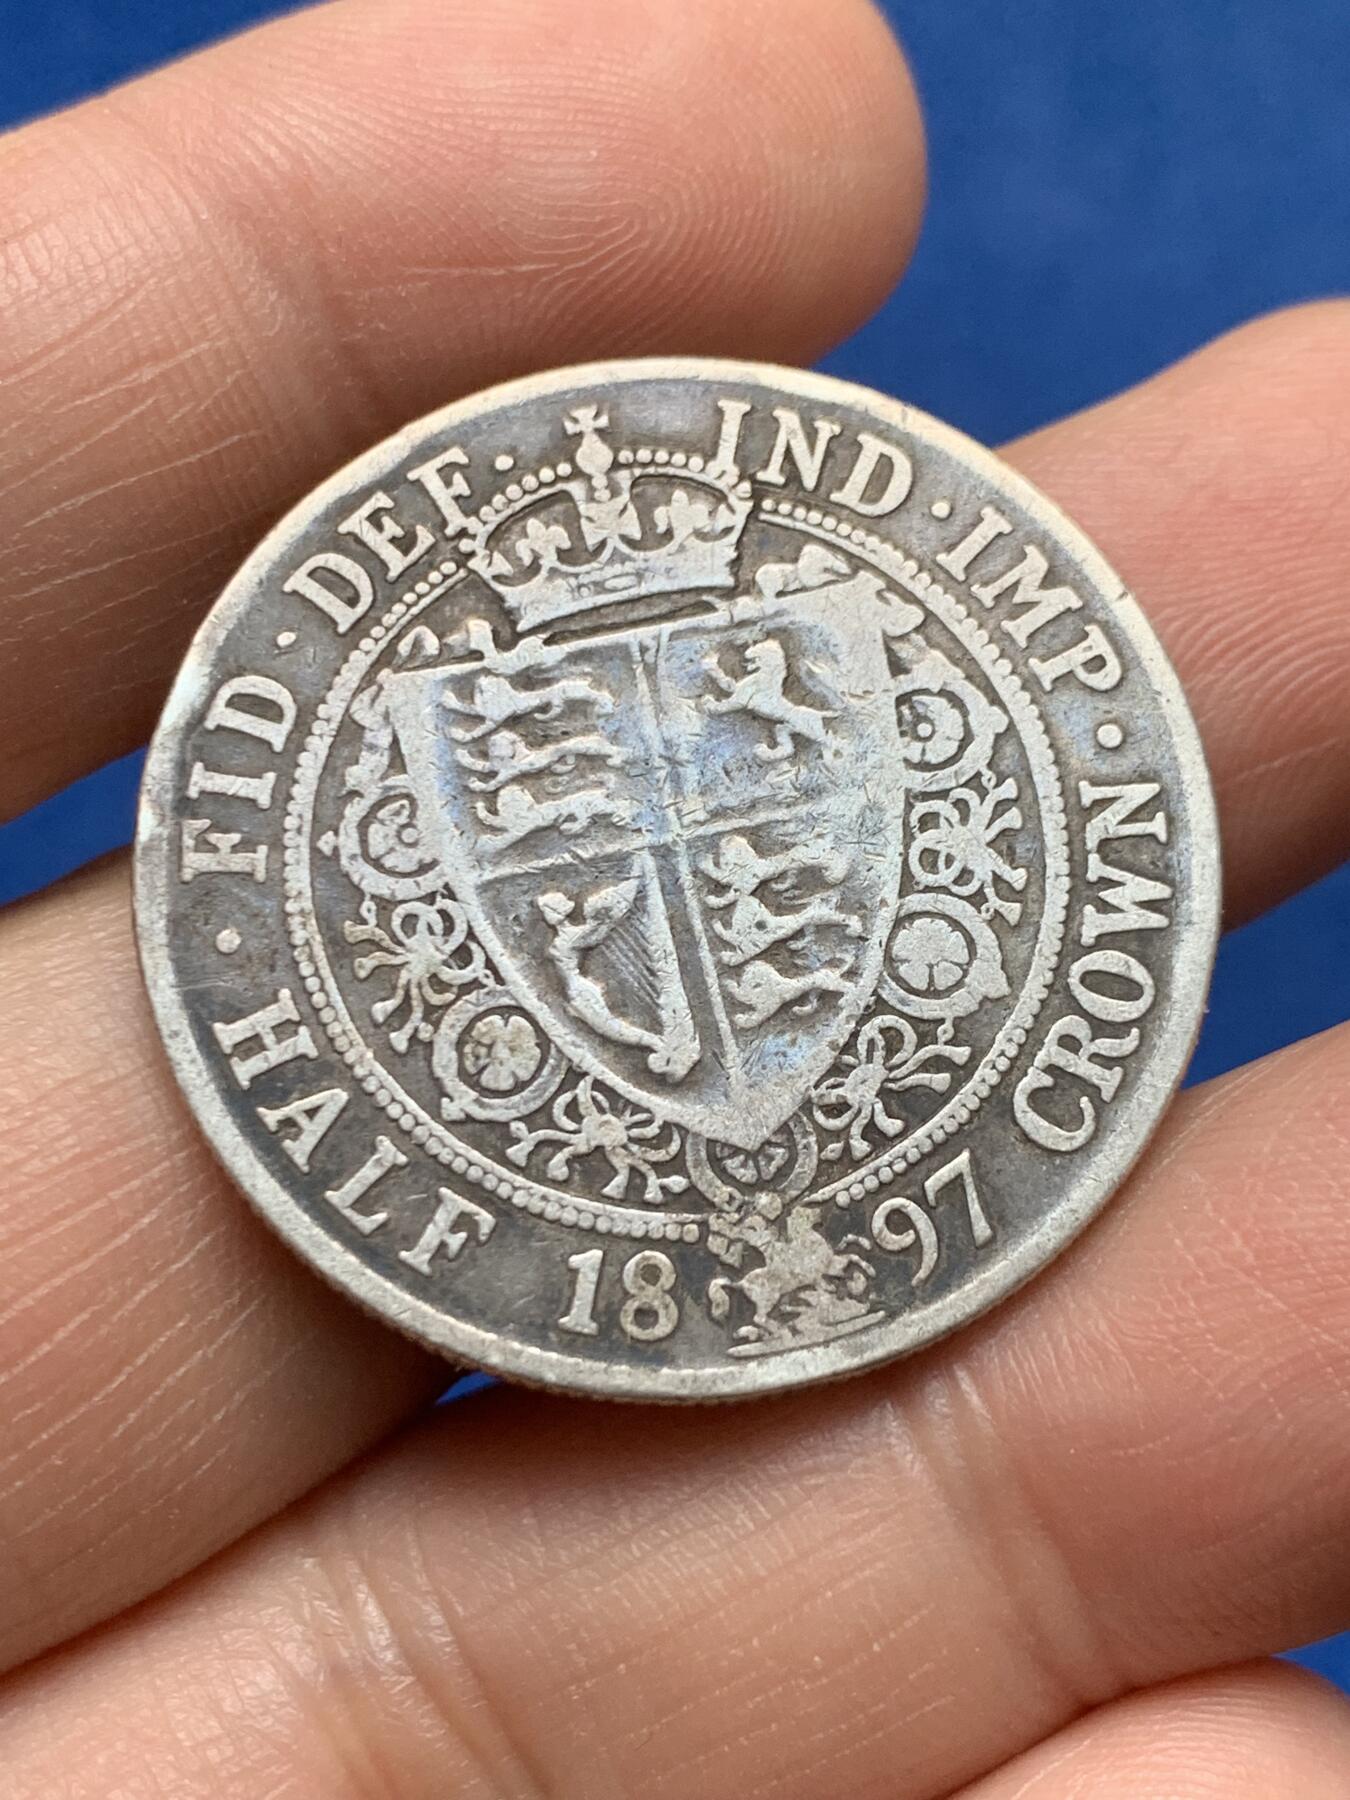 · FID · DEF · IND · IMP ·
HALF CROWN
1897